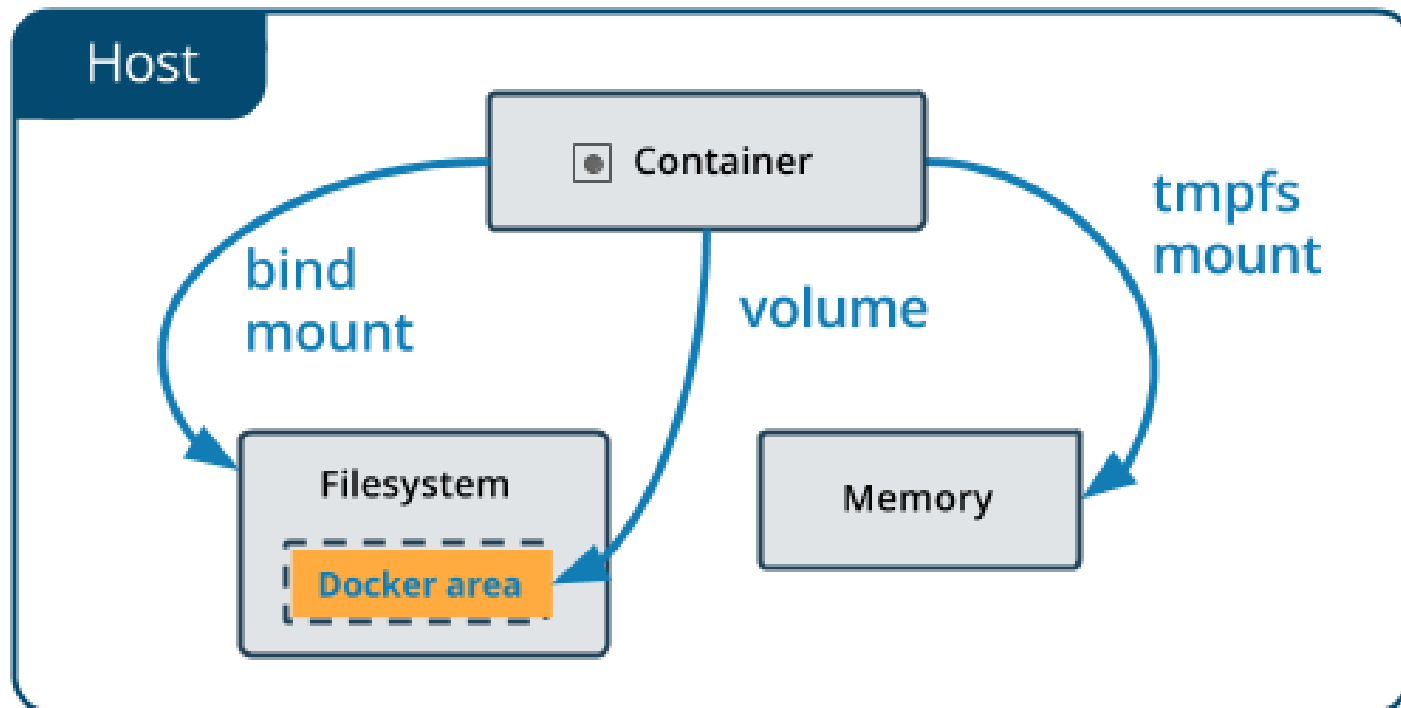 Host
Container
tmpfs
mount
bind
mount
volume
Filesystem
Memory
Docker area